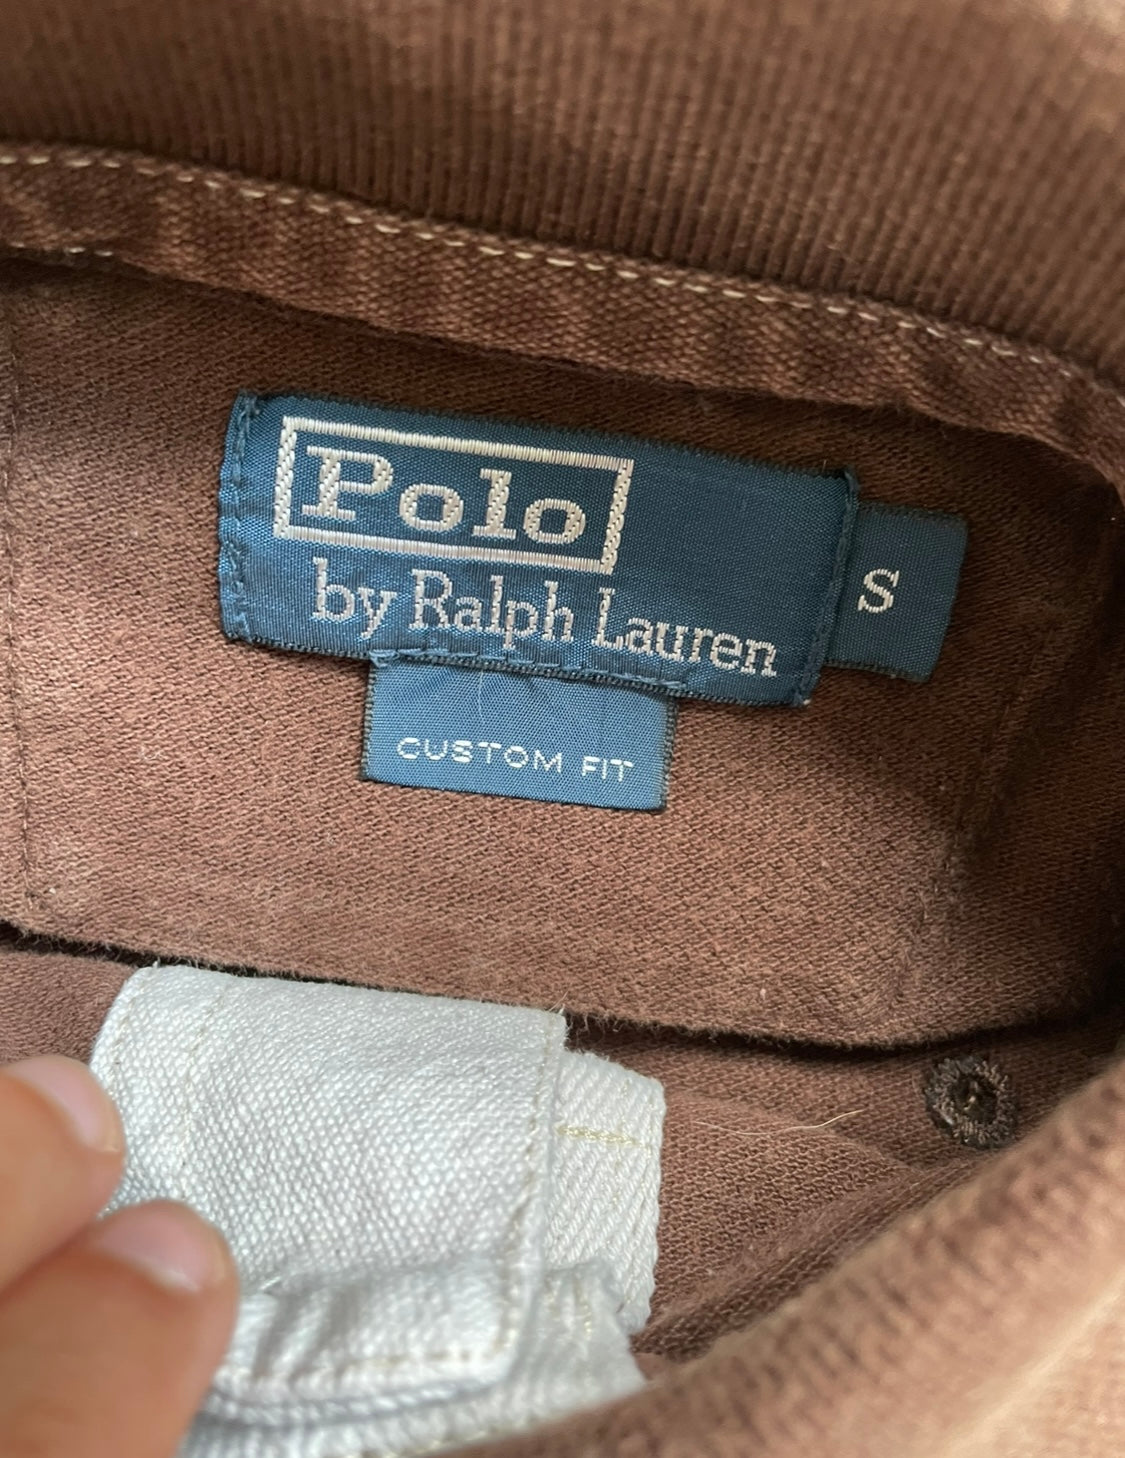 Polo
by Ralph Lauren
S
CUSTOM FIT